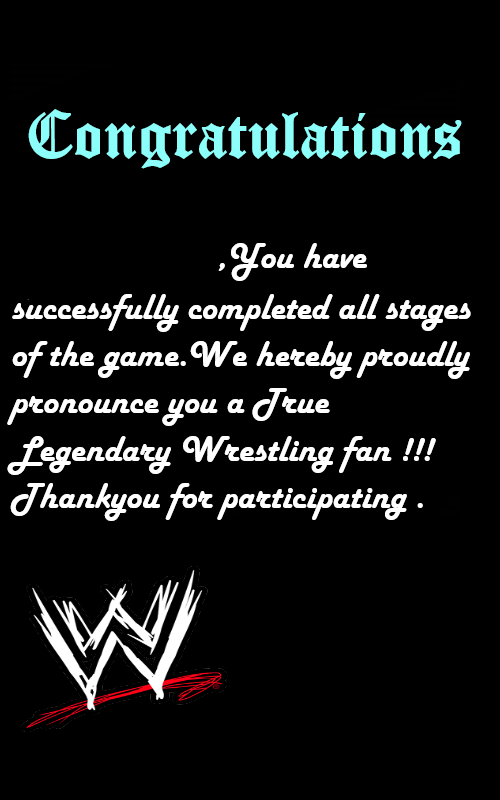 Congratulations
,You have
successfully completed all stages
of the game.We hereby proudly
pronounce you a True
Legendary Wrestling fan !!!
Thankyou for participating .
W